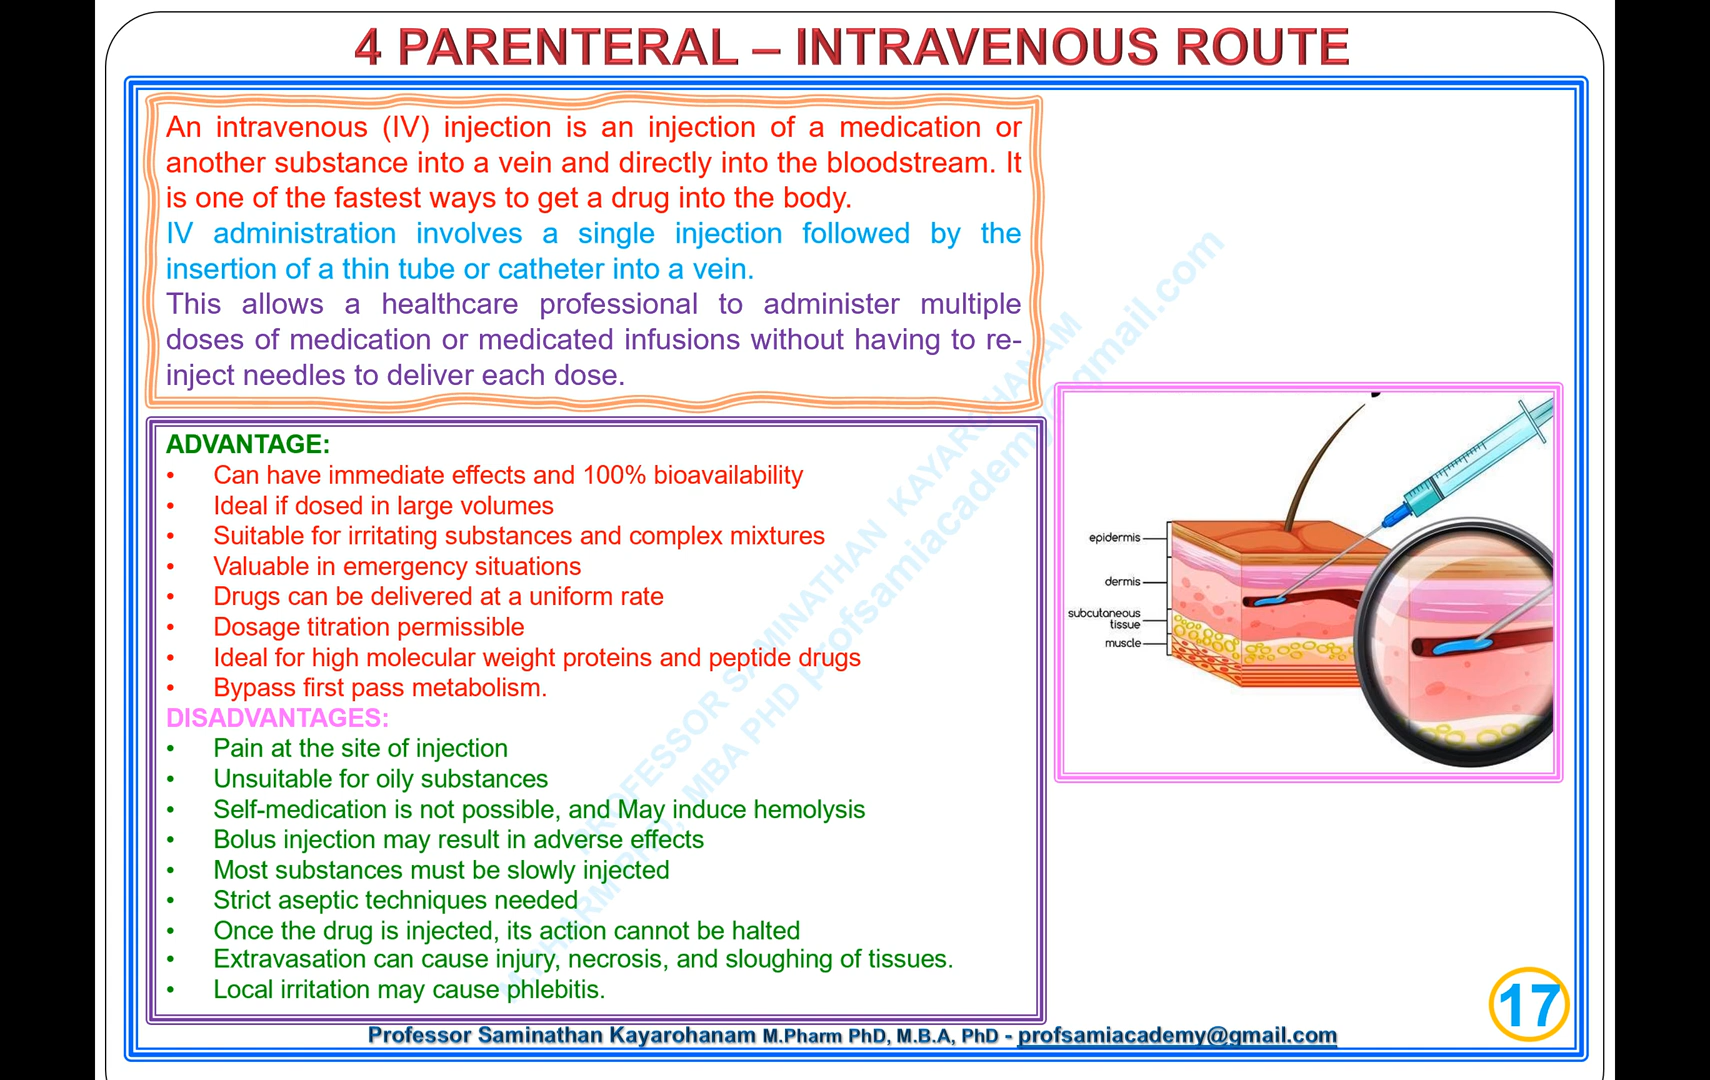 4 PARENTERAL – INTRAVENOUS ROUTE
An intravenous (IV) injection is an injection of a medication or
another substance into a vein and directly into the bloodstream. It
is one of the fastest ways to get a drug into the body.
IV administration involves a single injection followed by the
insertion of a thin tube or catheter into a vein.
This allows a healthcare professional to administer multiple
doses of medication or medicated infusions without having to re-
inject needles to deliver each dose.
ADVANTAGE:
• Can have immediate effects and 100% bioavailability
• Ideal if dosed in large volumes
• Suitable for irritating substances and complex mixtures
• Valuable in emergency situations
• Drugs can be delivered at a uniform rate
• Dosage titration permissible
• Ideal for high molecular weight proteins and peptide drugs
• Bypass first pass metabolism.
DISADVANTAGES:
• Pain at the site of injection
• Unsuitable for oily substances
• Self-medication is not possible, and May induce hemolysis
• Bolus injection may result in adverse effects
• Most substances must be slowly injected
• Strict aseptic techniques needed
• Once the drug is injected, its action cannot be halted
• Extravasation can cause injury, necrosis, and sloughing of tissues.
• Local irritation may cause phlebitis.
epidermis
dermis
subcutaneous
tissue
muscle
PROFESSOR SAMINATHAN KAYAROHANAM
M.PHARM PHD, MBA PHD profsamiacademy@gmail.com
17
Professor Saminathan Kayarohanam M.Pharm PhD, M.B.A, PhD - profsamiacademy@gmail.com